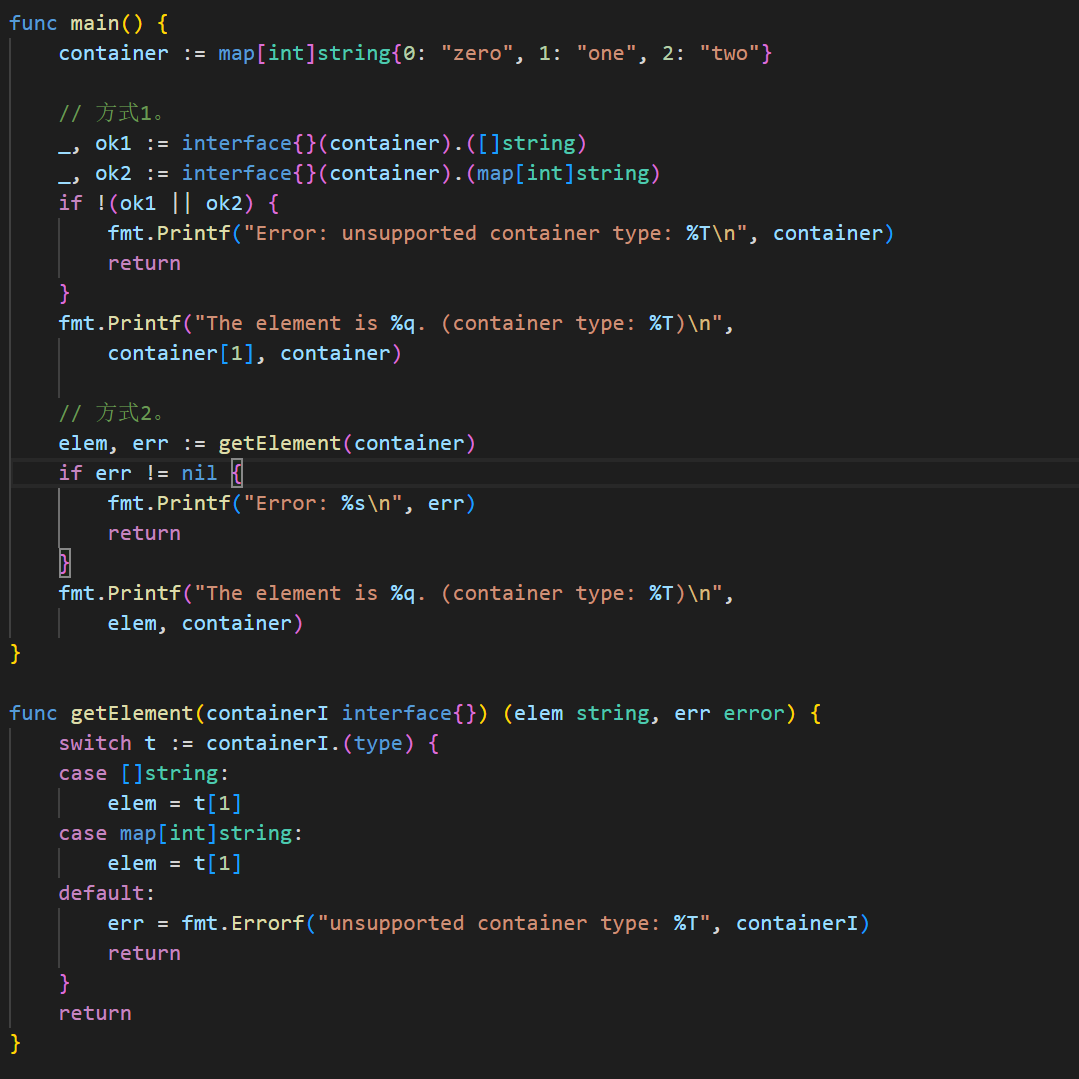 func main() {
    container := map[int]string{0: "zero", 1: "one", 2: "two"}

    // 方式1。
    _, ok1 := interface{}(container).([]string)
    _, ok2 := interface{}(container).(map[int]string)
    if !(ok1 || ok2) {
        fmt.Printf("Error: unsupported container type: %T\n", container)
        return
    }
    fmt.Printf("The element is %q. (container type: %T)\n",
        container[1], container)

    // 方式2。
    elem, err := getElement(container)
    if err != nil {
        fmt.Printf("Error: %s\n", err)
        return
    }
    fmt.Printf("The element is %q. (container type: %T)\n",
        elem, container)
}

func getElement(containerI interface{}) (elem string, err error) {
    switch t := containerI.(type) {
    case []string:
        elem = t[1]
    case map[int]string:
        elem = t[1]
    default:
        err = fmt.Errorf("unsupported container type: %T", containerI)
        return
    }
    return
}